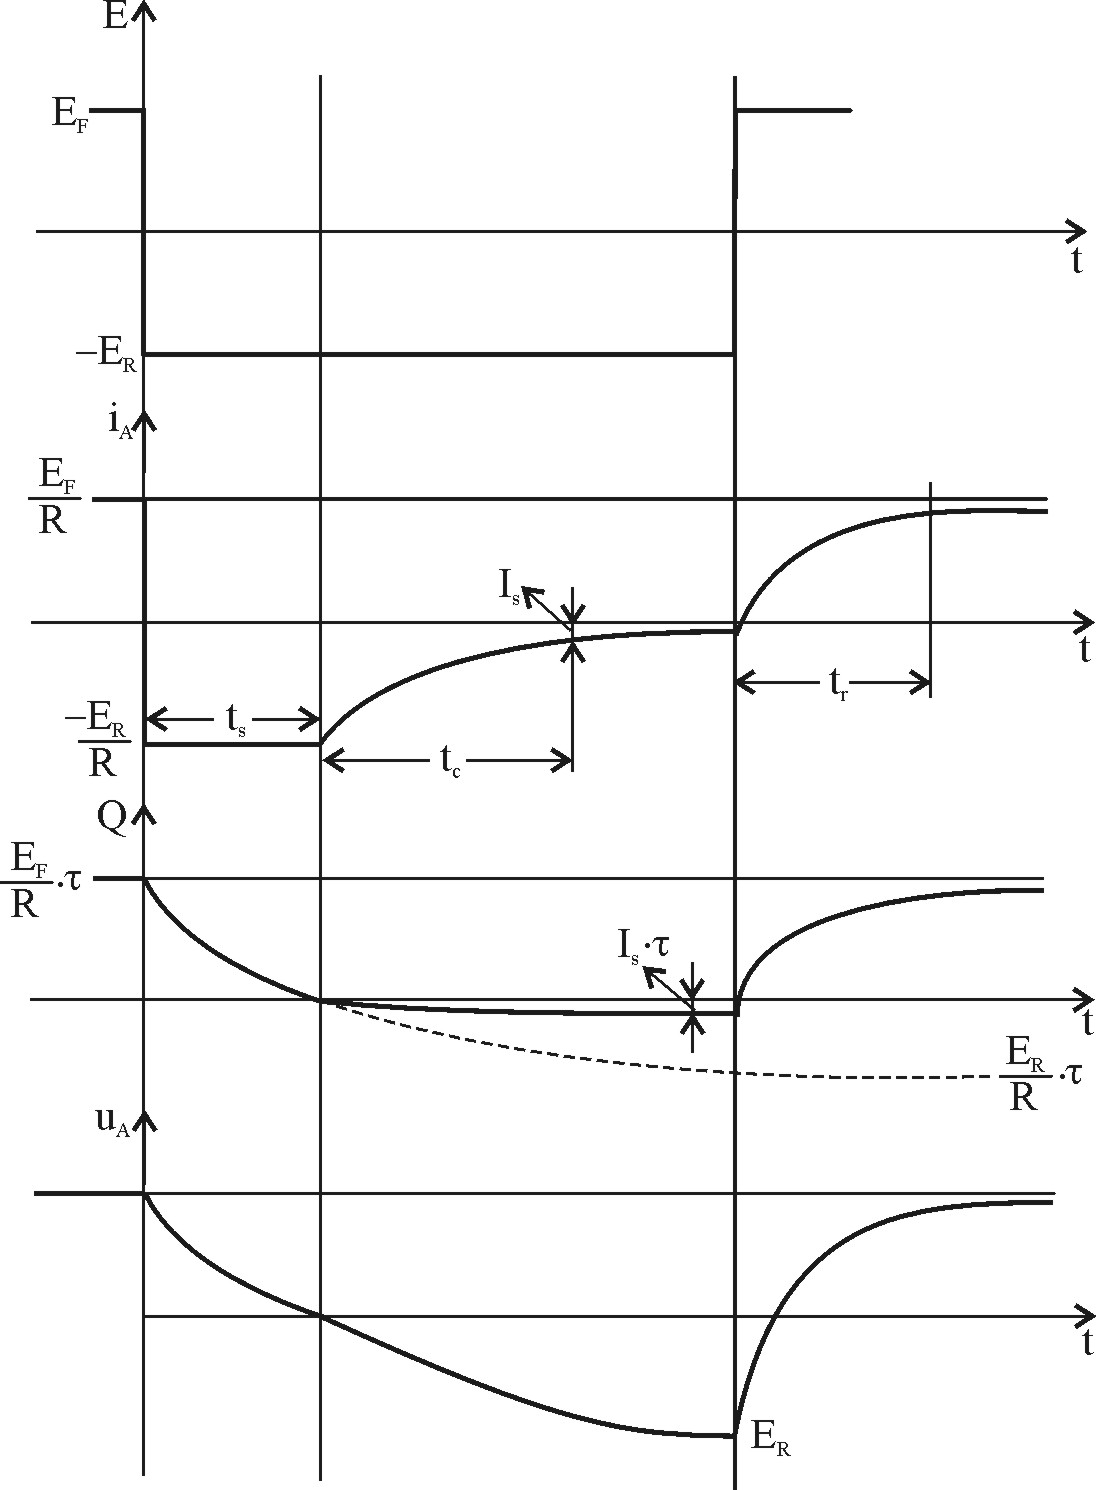 E
E_F
t
–E_R
i_A
E_F/R
I_s
t
t_r
–E_R/R
t_s
t_c
Q
E_F/R·τ
I_s·τ
t
E_R/R·τ
u_A
t
E_R